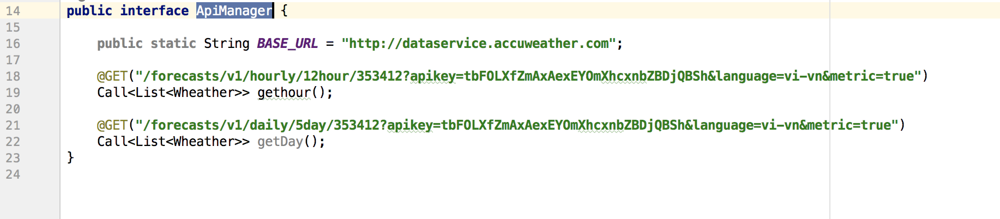 14 public interface ApiManager {
15
16 public static String BASE_URL = "http://dataservice.accuweather.com";
17
18 @GET("/forecasts/v1/hourly/12hour/353412?apikey=tbFOLXfZmAxAexEYOmXhcxnbZBDjQBSh&language=vi-vn&metric=true")
19 Call<List<Wheather>> gethour();
20
21 @GET("/forecasts/v1/daily/5day/353412?apikey=tbFOLXfZmAxAexEYOmXhcxnbZBDjQBSh&language=vi-vn&metric=true")
22 Call<List<Wheather>> getDay();
23 }
24